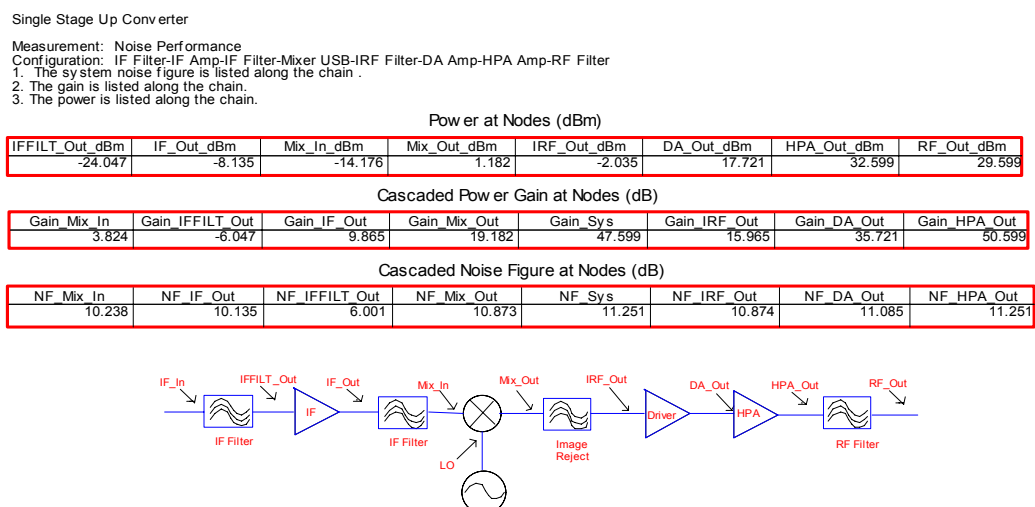 Single Stage Up Converter
Measurement: Noise Performance
Configuration: IF Filter-IF Amp-IF Filter-Mixer USB-IRF Filter-DA Amp-HPA Amp-RF Filter
1. The system noise figure is listed along the chain .
2. The gain is listed along the chain.
3. The power is listed along the chain.
Power at Nodes (dBm)
IFFILT_Out_dBm IF_Out_dBm Mix_In_dBm Mix_Out_dBm IRF_Out_dBm DA_Out_dBm HPA_Out_dBm RF_Out_dBm
-24.047 -8.135 -14.176 1.182 -2.035 17.721 32.599 29.599
Cascaded Power Gain at Nodes (dB)
Gain_Mix_In Gain_IFFILT_Out Gain_IF_Out Gain_Mix_Out Gain_Sys Gain_IRF_Out Gain_DA_Out Gain_HPA_Out
3.824 -6.047 9.865 19.182 47.599 15.965 35.721 50.599
Cascaded Noise Figure at Nodes (dB)
NF_Mix_In NF_IF_Out NF_IFFILT_Out NF_Mix_Out NF_Sys NF_IRF_Out NF_DA_Out NF_HPA_Out
10.238 10.135 6.001 10.873 11.251 10.874 11.085 11.251
IF_In IFFILT_Out IF_Out Mix_In Mix_Out IRF_Out DA_Out HPA_Out RF_Out
IF Driver HPA
IF Filter IF Filter Image RF Filter
Reject
LO